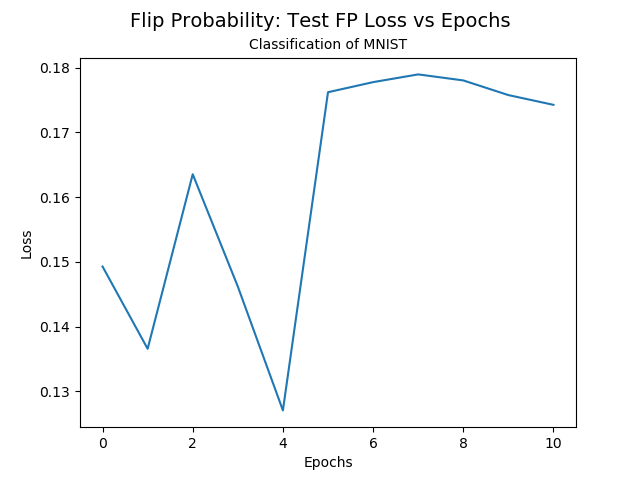 Flip Probability: Test FP Loss vs Epochs
Classification of MNIST
0.18
0.17
0.16
0.15
0.14
0.13
Loss
0 2 4 6 8 10
Epochs